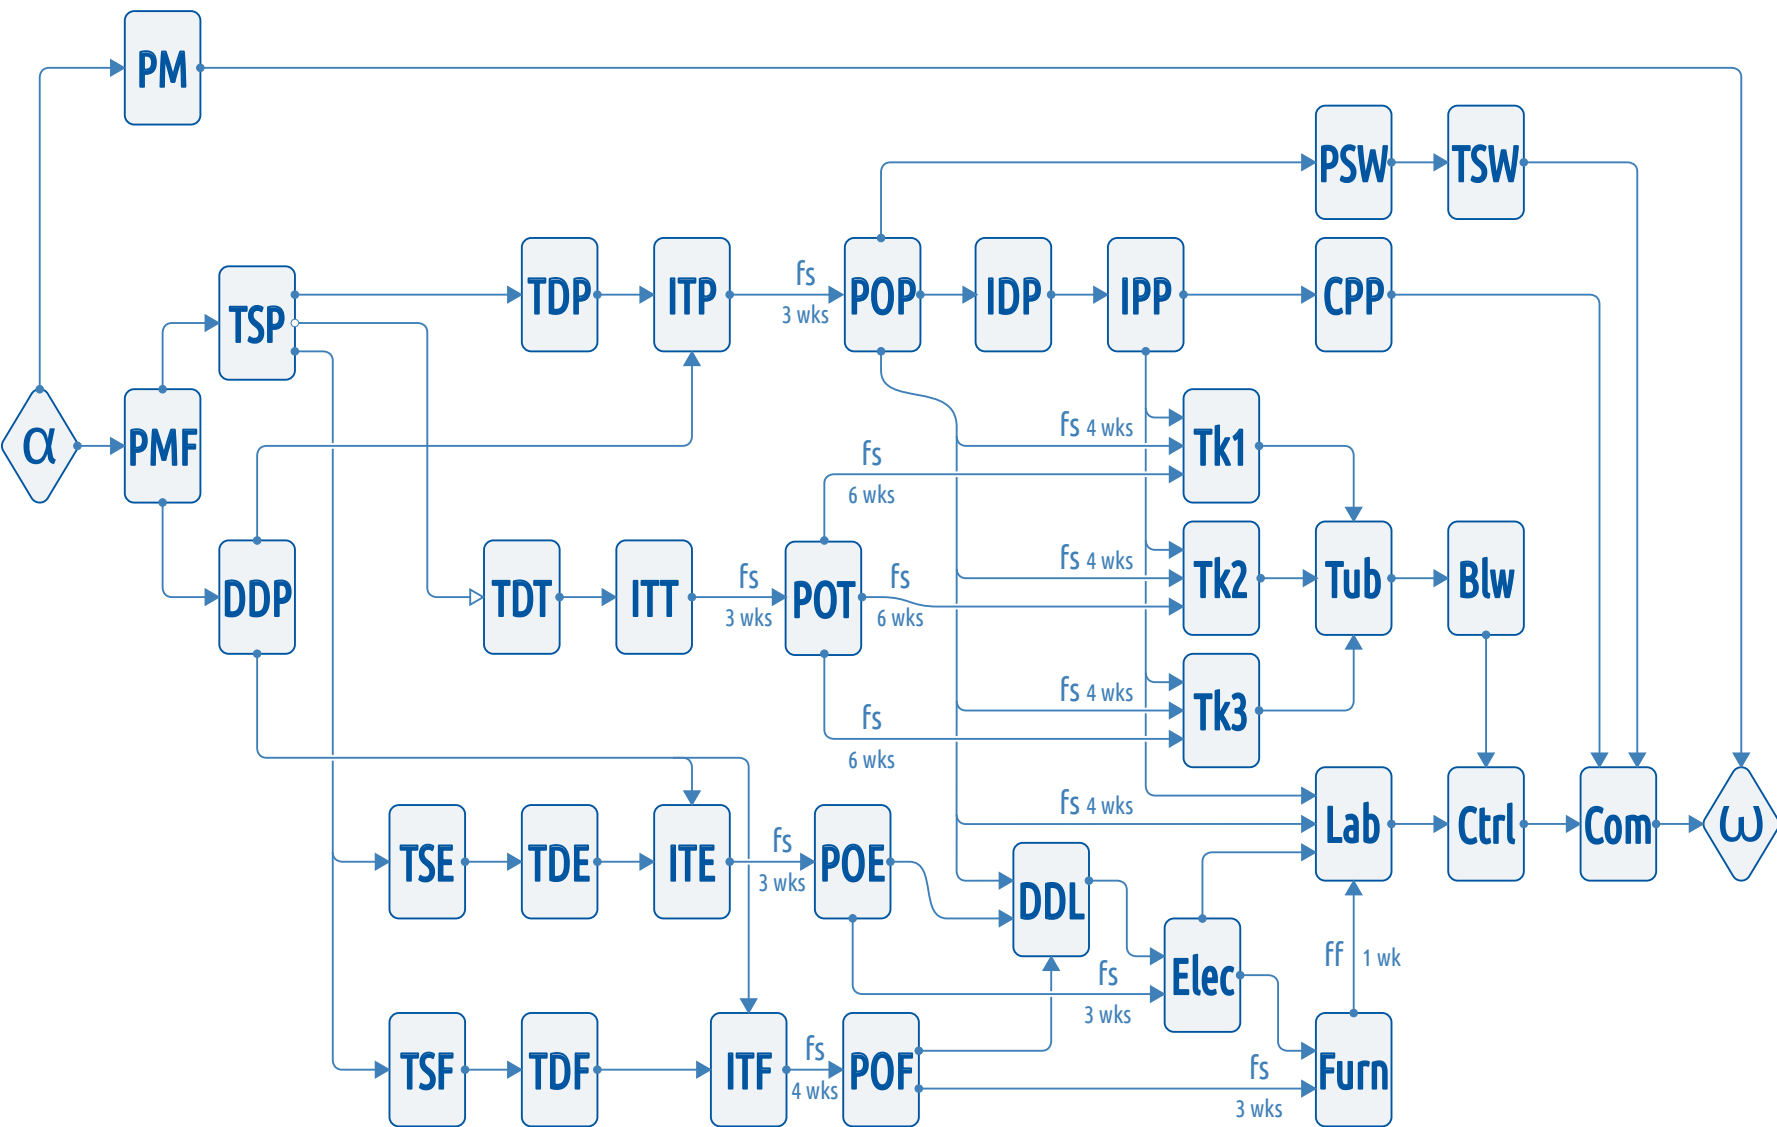 PM
PSW
TSW
TSP
TDP
ITP
fs
3 wks
POP
IDP
IPP
CPP
α
PMF
fs 4 wks
Tk1
fs
6 wks
DDP
TDT
ITT
fs
3 wks
POT
fs
6 wks
fs 4 wks
Tk2
Tub
Blw
fs 4 wks
Tk3
fs
6 wks
fs 4 wks
Lab
Ctrl
Com
ω
TSE
TDE
ITE
fs
3 wks
POE
DDL
ff 1 wk
fs
3 wks
Elec
TSF
TDF
ITF
fs
4 wks
POF
fs
3 wks
Furn